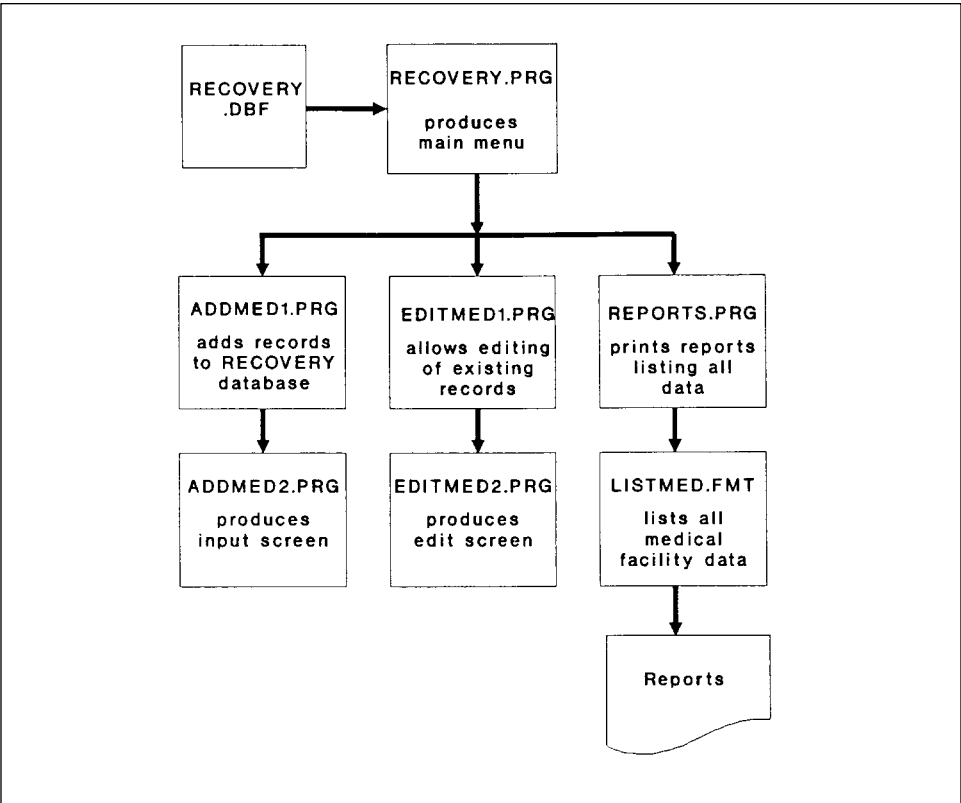 RECOVERY
.DBF
RECOVERY.PRG
produces
main menu
ADDMED1.PRG
adds records
to RECOVERY
database
EDITMED1.PRG
allows editing
of existing
records
REPORTS.PRG
prints reports
listing all
data
ADDMED2.PRG
produces
input screen
EDITMED2.PRG
produces
edit screen
LISTMED.FMT
lists all
medical
facility data
Reports